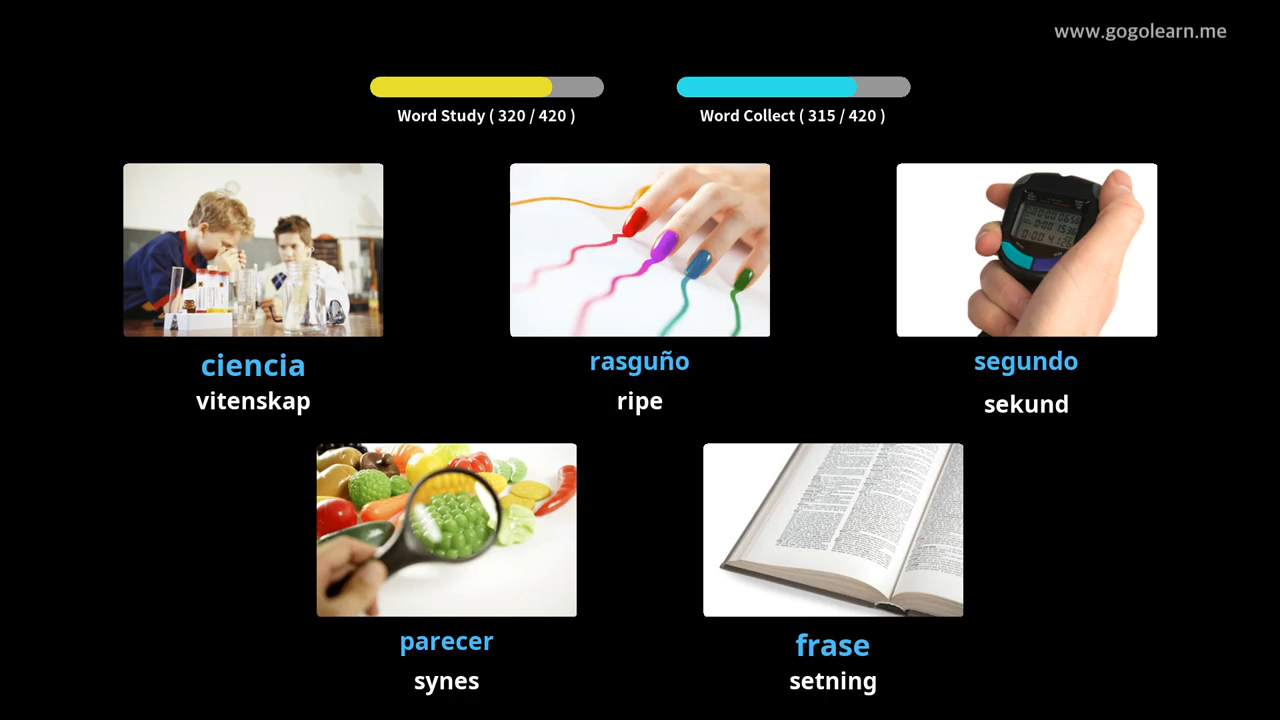 www.gogolearn.me
Word Study ( 320 / 420 )
Word Collect ( 315 / 420 )
ciencia
vitenskap
rasguño
ripe
segundo
sekund
parecer
synes
frase
setning